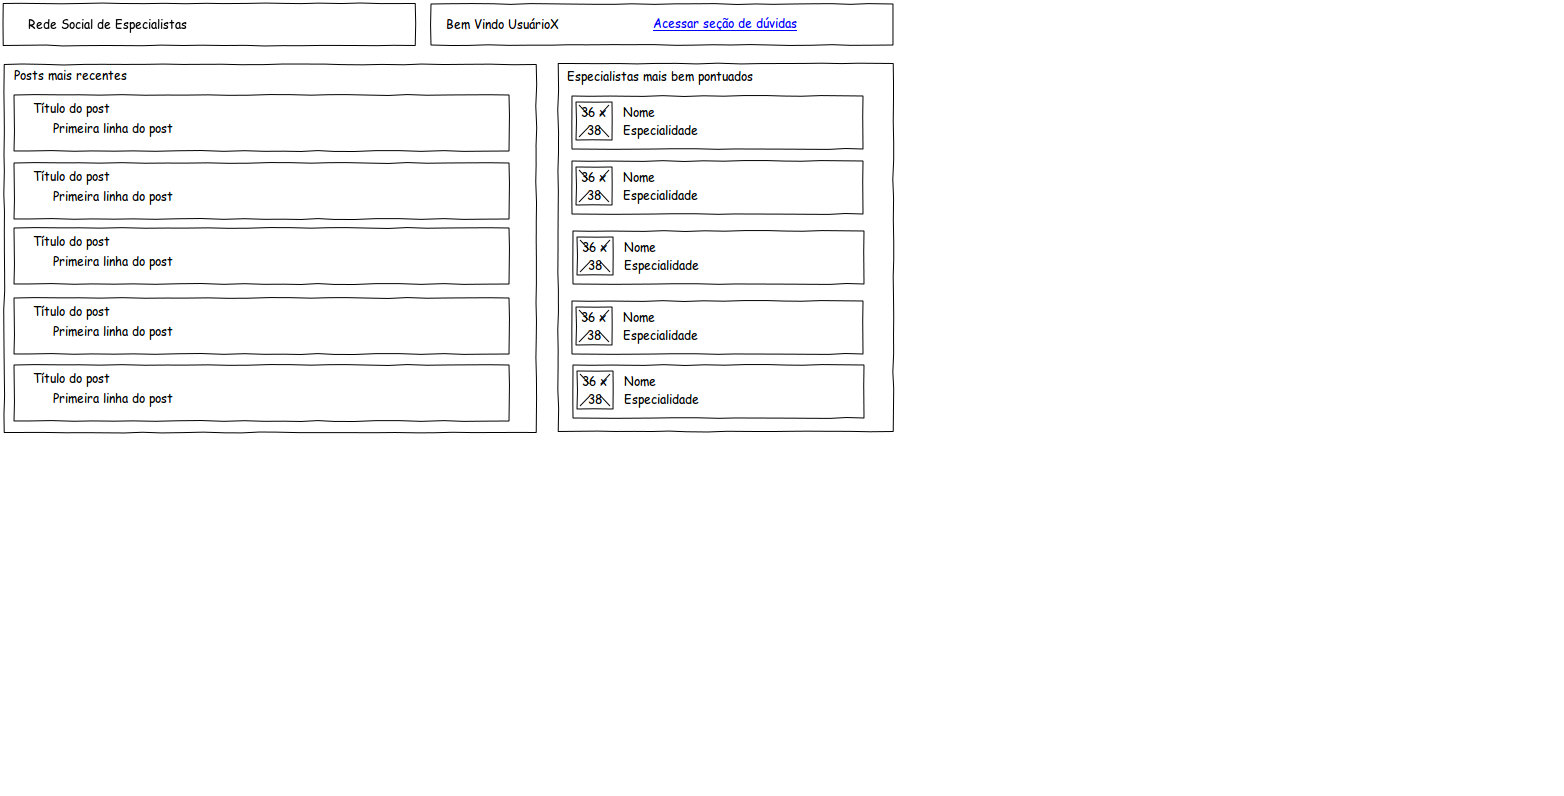 Rede Social de Especialistas
Bem Vindo UsuárioX
Acessar seção de dúvidas
Posts mais recentes
Título do post
Primeira linha do post
Título do post
Primeira linha do post
Título do post
Primeira linha do post
Título do post
Primeira linha do post
Título do post
Primeira linha do post
Especialistas mais bem pontuados
36 x
38
Nome
Especialidade
36 x
38
Nome
Especialidade
36 x
38
Nome
Especialidade
36 x
38
Nome
Especialidade
36 x
38
Nome
Especialidade